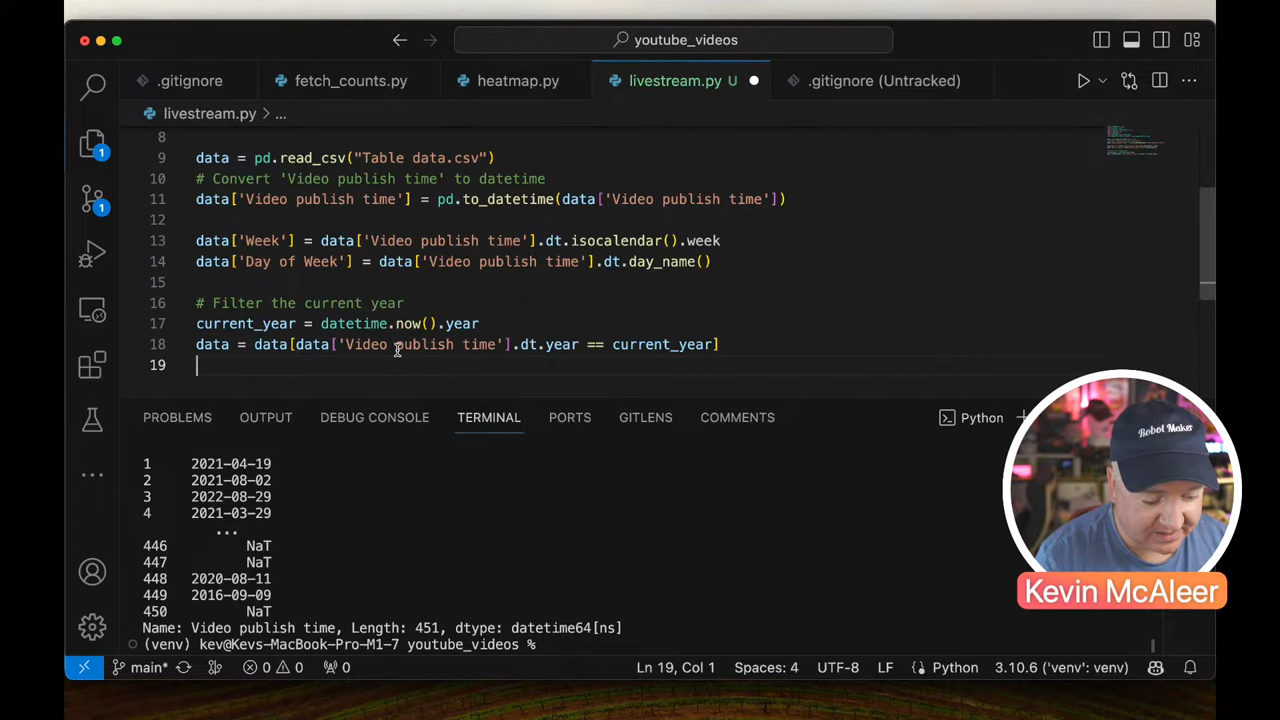 youtube_videos
.gitignore
fetch_counts.py
heatmap.py
livestream.py U
.gitignore (Untracked)
livestream.py > ...
8
9 data = pd.read_csv("Table data.csv")
10 # Convert 'Video publish time' to datetime
11 data['Video publish time'] = pd.to_datetime(data['Video publish time'])
12
13 data['Week'] = data['Video publish time'].dt.isocalendar().week
14 data['Day of Week'] = data['Video publish time'].dt.day_name()
15
16 # Filter the current year
17 current_year = datetime.now().year
18 data = data[data['Video publish time'].dt.year == current_year]
19
1
1
PROBLEMS OUTPUT DEBUG CONSOLE TERMINAL PORTS GITLENS COMMENTS
Python
1 2021-04-19
2 2021-08-02
3 2022-08-29
4 2021-03-29
...
446 NaT
447 NaT
448 2020-08-11
449 2016-09-09
450 NaT
Name: Video publish time, Length: 451, dtype: datetime64[ns]
(venv) kev@Kevs-MacBook-Pro-M1-7 youtube_videos %
Robot Maker
Kevin McAleer
main* 0 0 0 Ln 19, Col 1 Spaces: 4 UTF-8 LF Python 3.10.6 ('venv': venv)